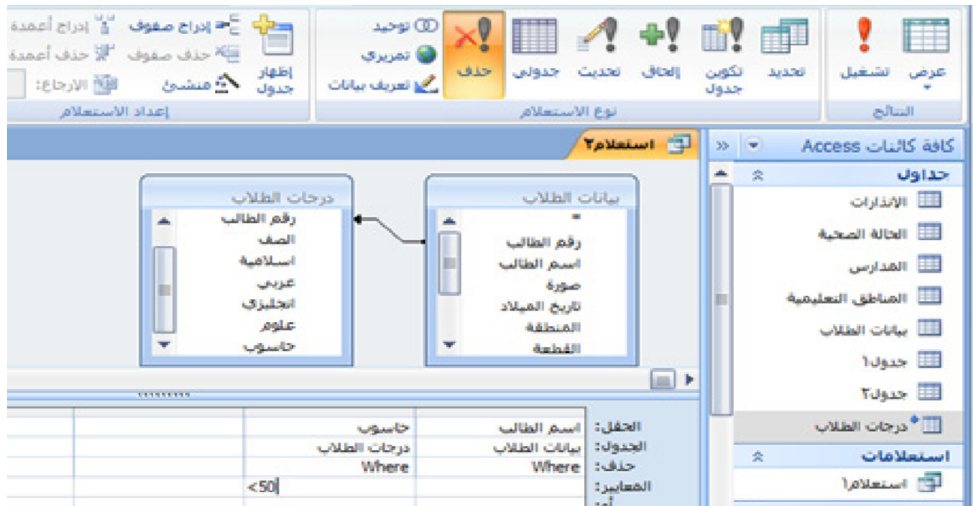 عرض
تشغيل
النتائج
تحديد
تكوين جدول
إلحاق
تحديث
جدولى
حذف
توحيد
تمريري
تعريف بيانات
نوع الاستعلام
إظهار جدول
إدراج صفوف
حذف صفوف
منشئ
إدراج أعمدة
حذف أعمدة
الارجاع:
إعداد الاستعلام
كافة كائنات Access
جداول
الإنذارات
الحالة الصحية
المدارس
المناطق التعليمية
بيانات الطلاب
جدول١
جدول٢
درجات الطلاب
استعلامات
استعلام١
استعلام٢
بيانات الطلاب
*
رقم الطالب
اسم الطالب
صورة
تاريخ الميلاد
المنطقة
القطعة
درجات الطلاب
رقم الطالب
الصف
اسلامية
عربي
انجليزي
علوم
حاسوب
الحقل: اسم الطالب حاسوب
الجدول: بيانات الطلاب درجات الطلاب
حذف: Where Where
المعايير: <50
أو: